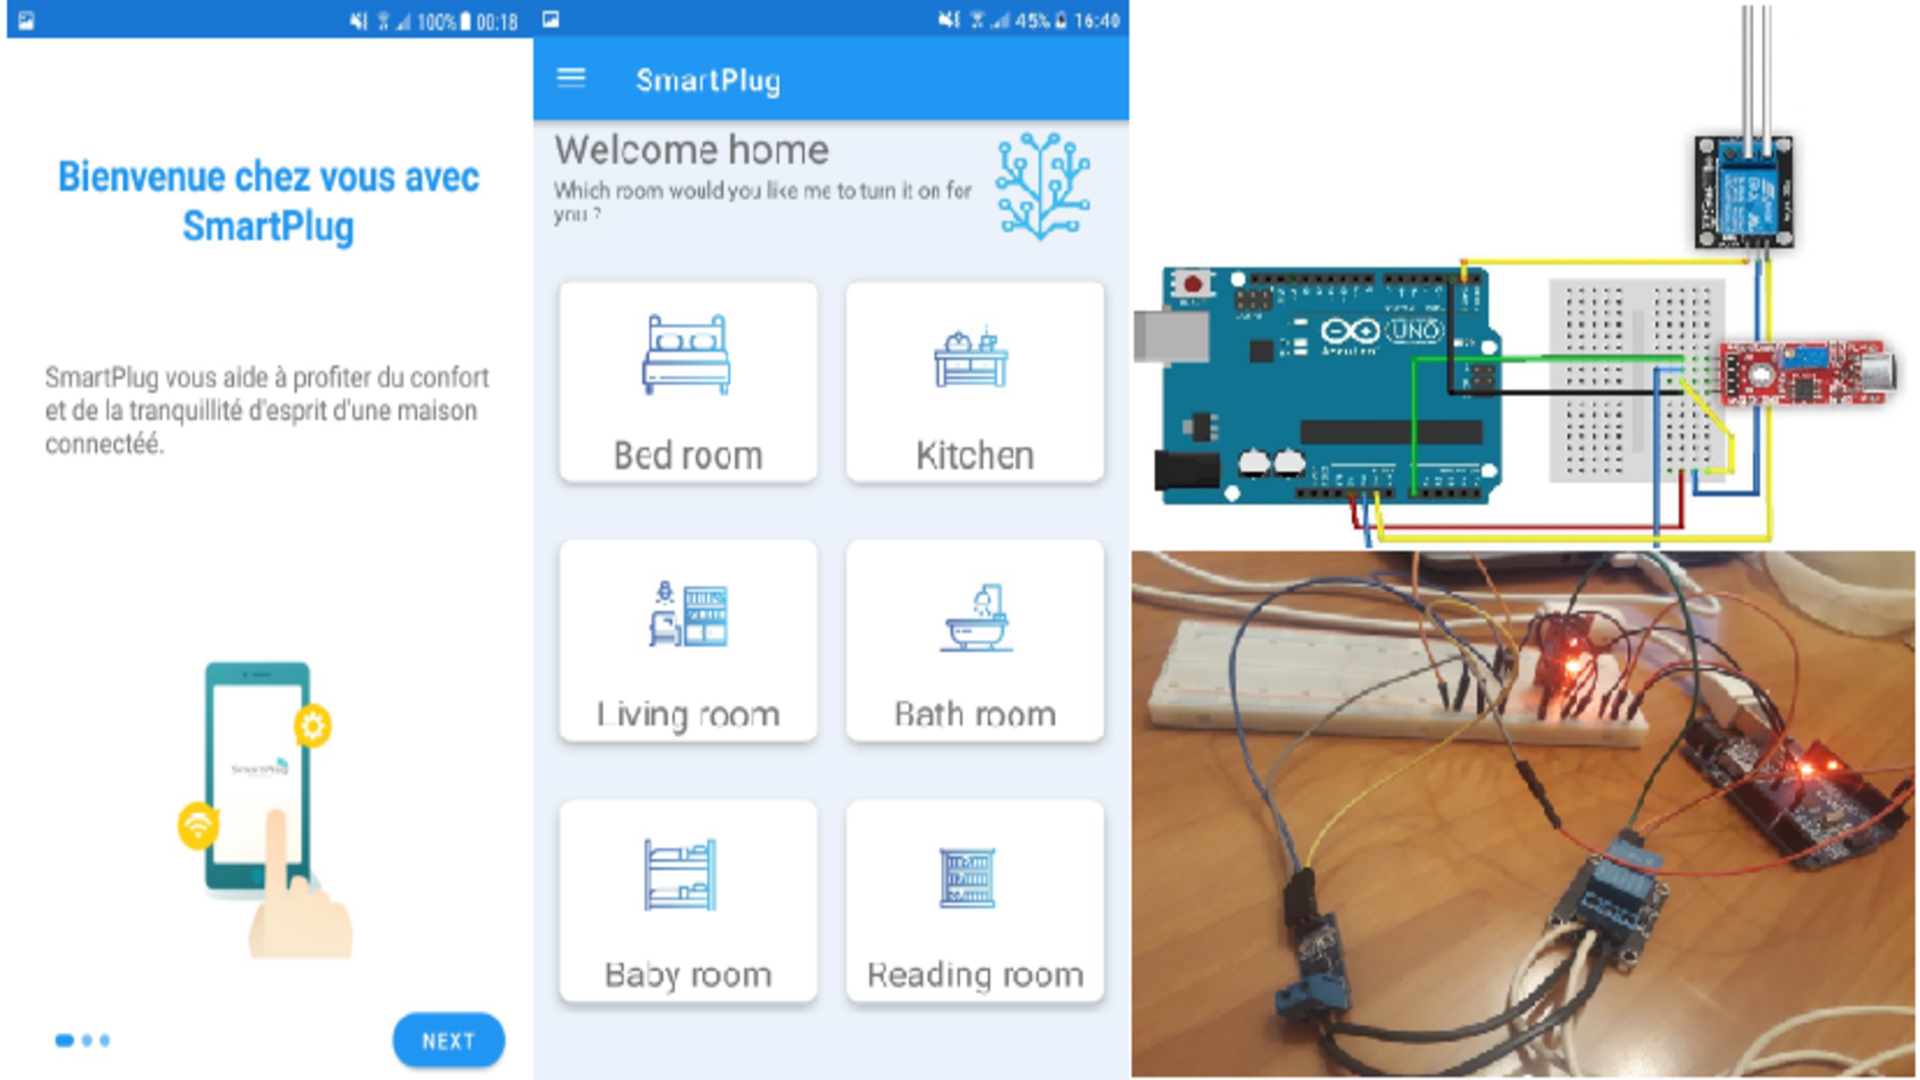 100% 00:18
Bienvenue chez vous avec
SmartPlug
SmartPlug vous aide à profiter du confort
et de la tranquillité d'esprit d'une maison
connectéé.
SmartPlug
NEXT
45% 16:40
SmartPlug
Welcome home
Which room would you like me to turn it on for
you ?
Bed room
Kitchen
Living room
Bath room
Baby room
Reading room
UNO
Arduino